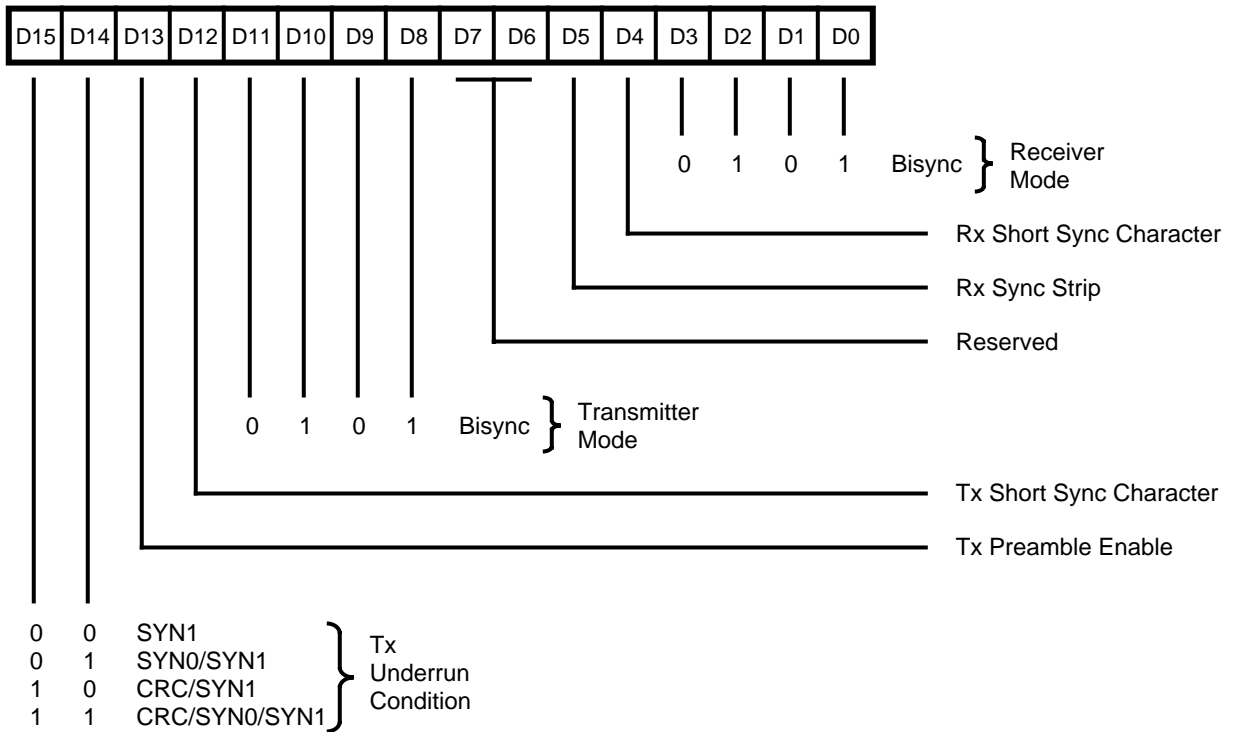 D15 D14 D13 D12 D11 D10 D9 D8 D7 D6 D5 D4 D3 D2 D1 D0
0 1 0 1 Bisync Receiver
Mode
Rx Short Sync Character
Rx Sync Strip
Reserved
0 1 0 1 Bisync Transmitter
Mode
Tx Short Sync Character
Tx Preamble Enable
0 0 SYN1
0 1 SYN0/SYN1
1 0 CRC/SYN1
1 1 CRC/SYN0/SYN1
Tx
Underrun
Condition